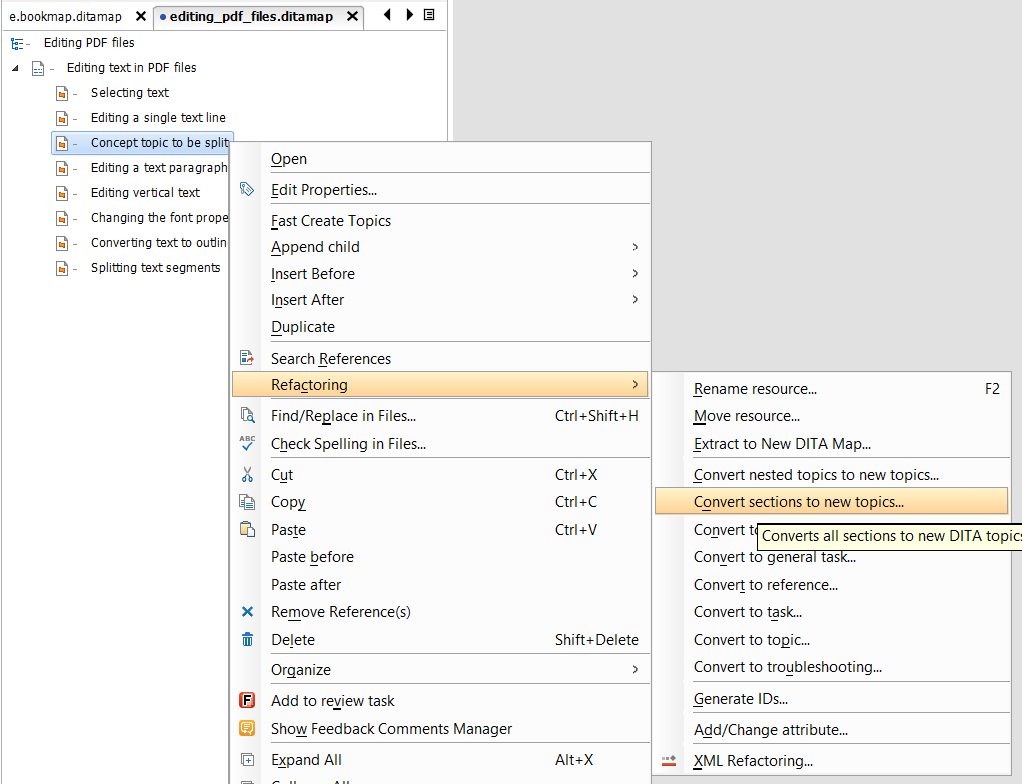 e.bookmap.ditamap
editing_pdf_files.ditamap
Editing PDF files
Editing text in PDF files
Selecting text
Editing a single text line
Concept topic to be split
Editing a text paragraph
Editing vertical text
Changing the font prope
Converting text to outlin
Splitting text segments
Open
Edit Properties...
Fast Create Topics
Append child
Insert Before
Insert After
Duplicate
Search References
Refactoring
Find/Replace in Files... Ctrl+Shift+H
ABC Check Spelling in Files...
Cut Ctrl+X
Copy Ctrl+C
Paste Ctrl+V
Paste before
Paste after
Remove Reference(s)
Delete Shift+Delete
Organize
F Add to review task
Show Feedback Comments Manager
Expand All Alt+X
Rename resource... F2
Move resource...
Extract to New DITA Map...
Convert nested topics to new topics...
Convert sections to new topics...
Convert
Converts all sections to new DITA topics
Convert to general task...
Convert to reference...
Convert to task...
Convert to topic...
Convert to troubleshooting...
Generate IDs...
Add/Change attribute...
XML Refactoring...